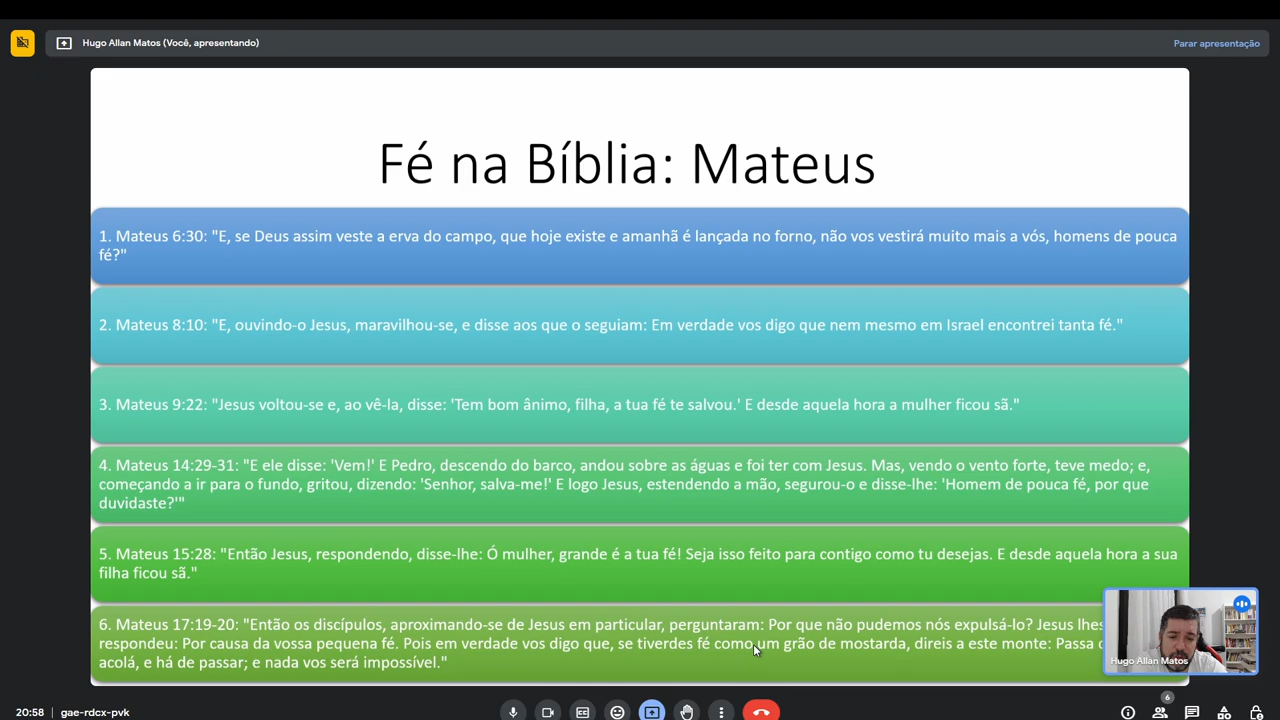 Hugo Allan Matos (Você, apresentando)
Parar apresentação
Fé na Bíblia: Mateus
1. Mateus 6:30: "E, se Deus assim veste a erva do campo, que hoje existe e amanhã é lançada no forno, não vos vestirá muito mais a vós, homens de pouca
fé?"
2. Mateus 8:10: "E, ouvindo-o Jesus, maravilhou-se, e disse aos que o seguiam: Em verdade vos digo que nem mesmo em Israel encontrei tanta fé."
3. Mateus 9:22: "Jesus voltou-se e, ao vê-la, disse: 'Tem bom ânimo, filha, a tua fé te salvou.' E desde aquela hora a mulher ficou sã."
4. Mateus 14:29-31: "E ele disse: 'Vem!' E Pedro, descendo do barco, andou sobre as águas e foi ter com Jesus. Mas, vendo o vento forte, teve medo; e,
começando a ir para o fundo, gritou, dizendo: 'Senhor, salva-me!' E logo Jesus, estendendo a mão, segurou-o e disse-lhe: 'Homem de pouca fé, por que
duvidaste?'"
5. Mateus 15:28: "Então Jesus, respondendo, disse-lhe: Ó mulher, grande é a tua fé! Seja isso feito para contigo como tu desejas. E desde aquela hora a sua
filha ficou sã."
6. Mateus 17:19-20: "Então os discípulos, aproximando-se de Jesus em particular, perguntaram: Por que não pudemos nós expulsá-lo? Jesus lhes
respondeu: Por causa da vossa pequena fé. Pois em verdade vos digo que, se tiverdes fé como um grão de mostarda, direis a este monte: Passa
acolá, e há de passar; e nada vos será impossível."
Hugo Allan Matos
6
20:58 | gae-rdcx-pvk